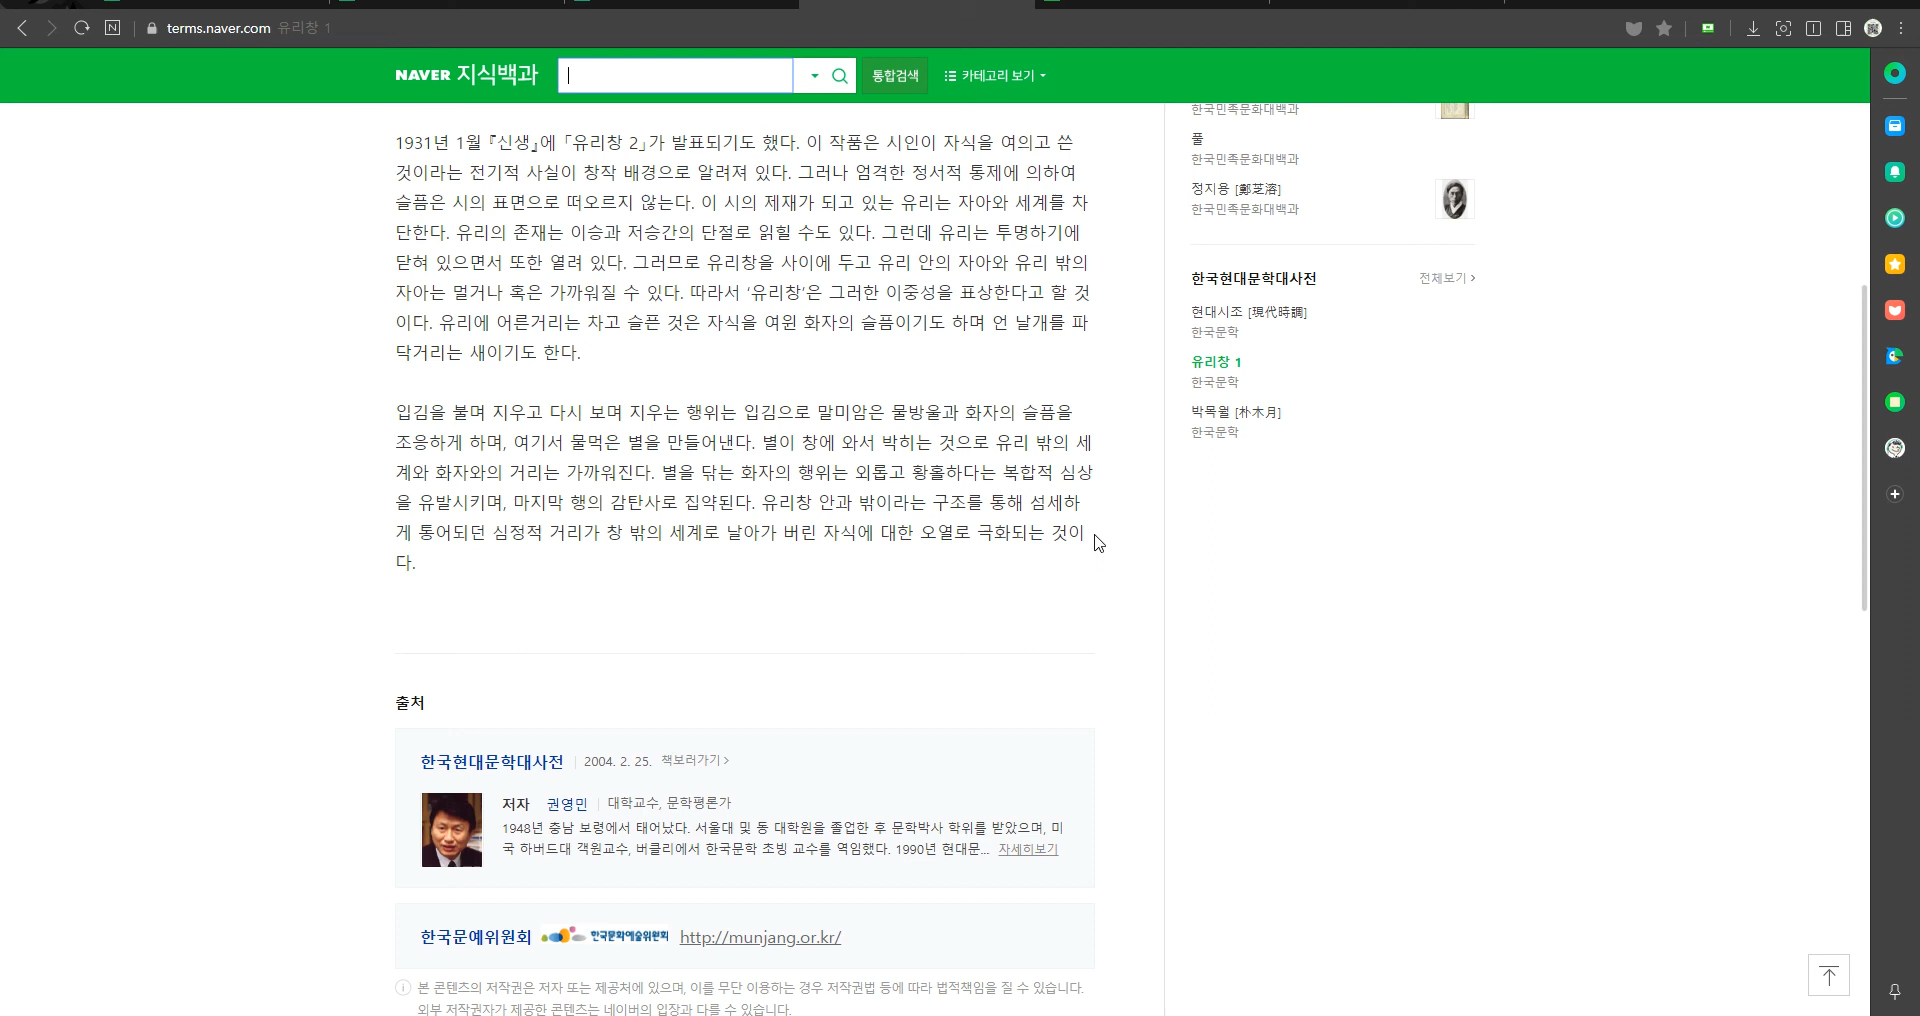 terms.naver.com 유리창 1
NAVER 지식백과
통합검색
카테고리 보기
1931년 1월 『신생』에 「유리창 2」가 발표되기도 했다. 이 작품은 시인이 자식을 여의고 쓴
것이라는 전기적 사실이 창작 배경으로 알려져 있다. 그러나 엄격한 정서적 통제에 의하여
슬픔은 시의 표면으로 떠오르지 않는다. 이 시의 제재가 되고 있는 유리는 자아와 세계를 차
단한다. 유리의 존재는 이승과 저승간의 단절로 읽힐 수도 있다. 그런데 유리는 투명하기에
닫혀 있으면서 또한 열려 있다. 그러므로 유리창을 사이에 두고 유리 안의 자아와 유리 밖의
자아는 멀거나 혹은 가까워질 수 있다. 따라서 ‘유리창’은 그러한 이중성을 표상한다고 할 것
이다. 유리에 어른거리는 차고 슬픈 것은 자식을 여윈 화자의 슬픔이기도 하며 언 날개를 파
닥거리는 새이기도 한다.
입김을 불며 지우고 다시 보며 지우는 행위는 입김으로 말미암은 물방울과 화자의 슬픔을
조응하게 하며, 여기서 물먹은 별을 만들어낸다. 별이 창에 와서 박히는 것으로 유리 밖의 세
계와 화자와의 거리는 가까워진다. 별을 닦는 화자의 행위는 외롭고 황홀하다는 복합적 심상
을 유발시키며, 마지막 행의 감탄사로 집약된다. 유리창 안과 밖이라는 구조를 통해 섬세하
게 통어되던 심정적 거리가 창 밖의 세계로 날아가 버린 자식에 대한 오열로 극화되는 것이
다.
출처
한국현대문학대사전 2004. 2. 25. 책보러가기
저자 권영민 대학교수, 문학평론가
1948년 충남 보령에서 태어났다. 서울대 및 동 대학원을 졸업한 후 문학박사 학위를 받았으며, 미
국 하버드대 객원교수, 버클리에서 한국문학 초빙 교수를 역임했다. 1990년 현대문... 자세히보기
한국문예위원회 한국문화예술위원회 http://munjang.or.kr/
본 콘텐츠의 저작권은 저자 또는 제공처에 있으며, 이를 무단 이용하는 경우 저작권법 등에 따라 법적책임을 질 수 있습니다.
외부 저작권자가 제공한 콘텐츠는 네이버의 입장과 다를 수 있습니다.
한국민족문화대백과
풀
한국민족문화대백과
정지용 [鄭芝溶]
한국민족문화대백과
한국현대문학대사전 전체보기
현대시조 [現代時調]
한국문학
유리창 1
한국문학
박목월 [朴木月]
한국문학